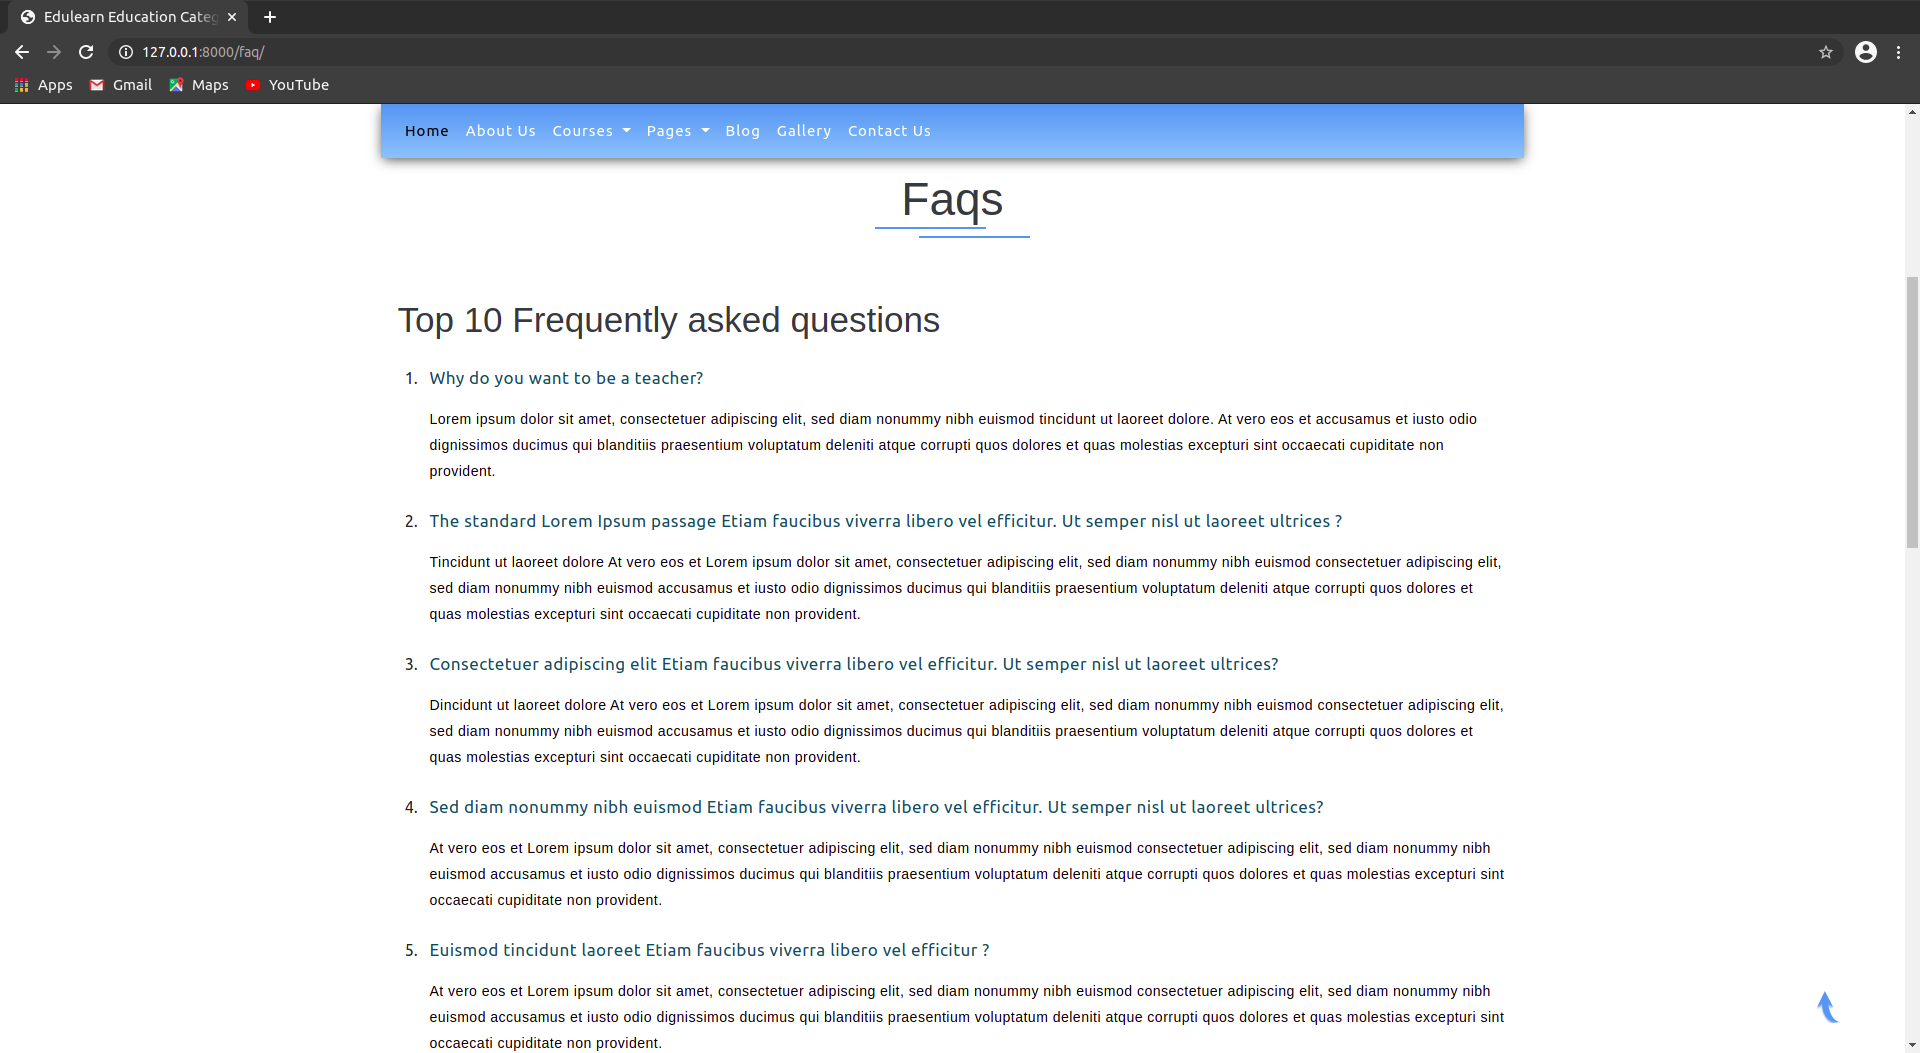 Edulearn Education Categ
127.0.0.1:8000/faq/
Apps Gmail Maps YouTube
Home About Us Courses Pages Blog Gallery Contact Us
Faqs
Top 10 Frequently asked questions
1. Why do you want to be a teacher?
Lorem ipsum dolor sit amet, consectetuer adipiscing elit, sed diam nonummy nibh euismod tincidunt ut laoreet dolore. At vero eos et accusamus et iusto odio
dignissimos ducimus qui blanditiis praesentium voluptatum deleniti atque corrupti quos dolores et quas molestias excepturi sint occaecati cupiditate non
provident.
2. The standard Lorem Ipsum passage Etiam faucibus viverra libero vel efficitur. Ut semper nisl ut laoreet ultrices ?
Tincidunt ut laoreet dolore At vero eos et Lorem ipsum dolor sit amet, consectetuer adipiscing elit, sed diam nonummy nibh euismod consectetuer adipiscing elit,
sed diam nonummy nibh euismod accusamus et iusto odio dignissimos ducimus qui blanditiis praesentium voluptatum deleniti atque corrupti quos dolores et
quas molestias excepturi sint occaecati cupiditate non provident.
3. Consectetuer adipiscing elit Etiam faucibus viverra libero vel efficitur. Ut semper nisl ut laoreet ultrices?
Dincidunt ut laoreet dolore At vero eos et Lorem ipsum dolor sit amet, consectetuer adipiscing elit, sed diam nonummy nibh euismod consectetuer adipiscing elit,
sed diam nonummy nibh euismod accusamus et iusto odio dignissimos ducimus qui blanditiis praesentium voluptatum deleniti atque corrupti quos dolores et
quas molestias excepturi sint occaecati cupiditate non provident.
4. Sed diam nonummy nibh euismod Etiam faucibus viverra libero vel efficitur. Ut semper nisl ut laoreet ultrices?
At vero eos et Lorem ipsum dolor sit amet, consectetuer adipiscing elit, sed diam nonummy nibh euismod consectetuer adipiscing elit, sed diam nonummy nibh
euismod accusamus et iusto odio dignissimos ducimus qui blanditiis praesentium voluptatum deleniti atque corrupti quos dolores et quas molestias excepturi sint
occaecati cupiditate non provident.
5. Euismod tincidunt laoreet Etiam faucibus viverra libero vel efficitur ?
At vero eos et Lorem ipsum dolor sit amet, consectetuer adipiscing elit, sed diam nonummy nibh euismod consectetuer adipiscing elit, sed diam nonummy nibh
euismod accusamus et iusto odio dignissimos ducimus qui blanditiis praesentium voluptatum deleniti atque corrupti quos dolores et quas molestias excepturi sint
occaecati cupiditate non provident.